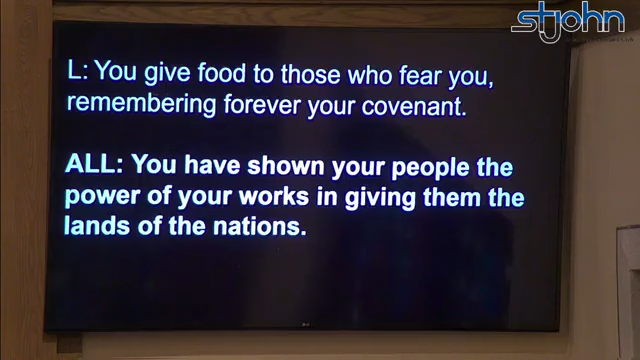 stjohn
L: You give food to those who fear you,
remembering forever your covenant.
ALL: You have shown your people the
power of your works in giving them the
lands of the nations.